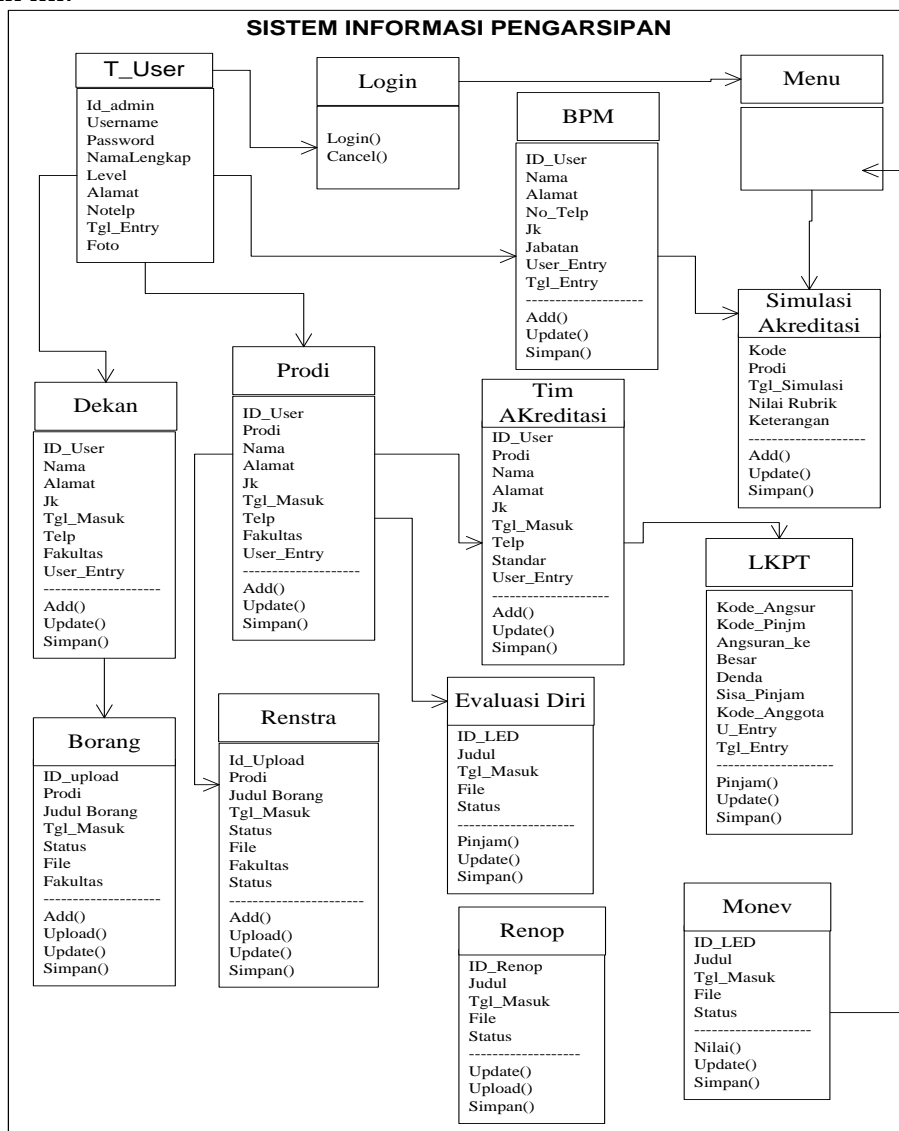 SISTEM INFORMASI PENGARSIPAN
T_User
Id_admin
Username
Password
NamaLengkap
Level
Alamat
Notelp
Tgl_Entry
Foto
Login
Login()
Cancel()
Menu
BPM
ID_User
Nama
Alamat
No_Telp
Jk
Jabatan
User_Entry
Tgl_Entry
--------------------
Add()
Update()
Simpan()
Simulasi
Akreditasi
Kode
Prodi
Tgl_Simulasi
Nilai Rubrik
Keterangan
--------------------
Add()
Update()
Simpan()
Dekan
ID_User
Nama
Alamat
Jk
Tgl_Masuk
Telp
Fakultas
User_Entry
--------------------
Add()
Update()
Simpan()
Prodi
ID_User
Prodi
Nama
Alamat
Jk
Tgl_Masuk
Telp
Fakultas
User_Entry
--------------------
Add()
Update()
Simpan()
Tim
AKreditasi
ID_User
Prodi
Nama
Alamat
Jk
Tgl_Masuk
Telp
Standar
User_Entry
--------------------
Add()
Update()
Simpan()
LKPT
Kode_Angsur
Kode_Pinjm
Angsuran_ke
Besar
Denda
Sisa_Pinjam
Kode_Anggota
U_Entry
Tgl_Entry
--------------------
Pinjam()
Update()
Simpan()
Borang
ID_upload
Prodi
Judul Borang
Tgl_Masuk
Status
File
Fakultas
--------------------
Add()
Upload()
Update()
Simpan()
Renstra
Id_Upload
Prodi
Judul Borang
Tgl_Masuk
Status
File
Fakultas
Status
-----------------------
Add()
Upload()
Update()
Simpan()
Evaluasi Diri
ID_LED
Judul
Tgl_Masuk
File
Status
--------------------
Pinjam()
Update()
Simpan()
Renop
ID_Renop
Judul
Tgl_Masuk
File
Status
-------------------
Update()
Upload()
Simpan()
Monev
ID_LED
Judul
Tgl_Masuk
File
Status
--------------------
Nilai()
Update()
Simpan()